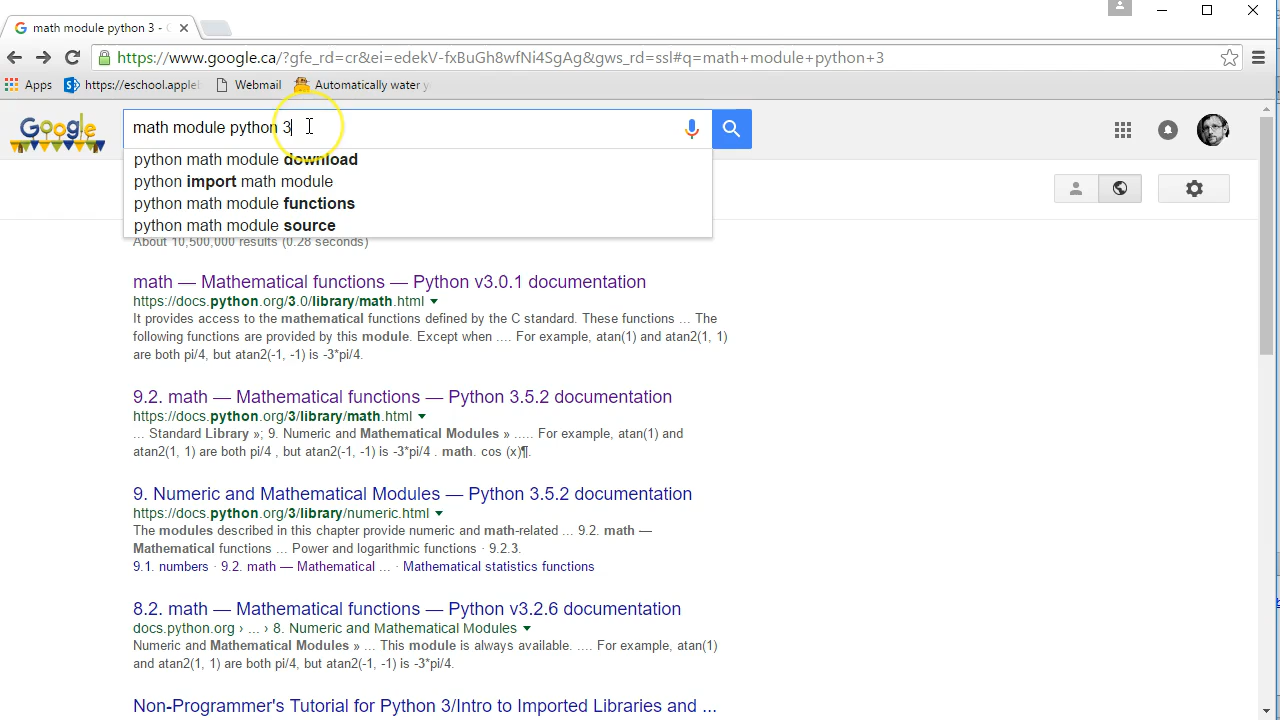 math module python 3 -
https://www.google.ca/?gfe_rd=cr&ei=edekV-fxBuGh8wfNi4SgAg&gws_rd=ssl#q=math+module+python+3
Apps https://eschool.appleb Webmail Automatically water y
Google
math module python 3
python math module download
python import math module
python math module functions
python math module source
About 10,500,000 results (0.28 seconds)
math — Mathematical functions — Python v3.0.1 documentation
https://docs.python.org/3.0/library/math.html
It provides access to the mathematical functions defined by the C standard. These functions ... The
following functions are provided by this module. Except when .... For example, atan(1) and atan2(1, 1)
are both pi/4, but atan2(-1, -1) is -3*pi/4.
9.2. math — Mathematical functions — Python 3.5.2 documentation
https://docs.python.org/3/library/math.html
... Standard Library »; 9. Numeric and Mathematical Modules » ..... For example, atan(1) and
atan2(1, 1) are both pi/4 , but atan2(-1, -1) is -3*pi/4 . math. cos (x)¶.
9. Numeric and Mathematical Modules — Python 3.5.2 documentation
https://docs.python.org/3/library/numeric.html
The modules described in this chapter provide numeric and math-related ... 9.2. math —
Mathematical functions ... Power and logarithmic functions · 9.2.3.
9.1. numbers · 9.2. math — Mathematical ... · Mathematical statistics functions
8.2. math — Mathematical functions — Python v3.2.6 documentation
docs.python.org › ... › 8. Numeric and Mathematical Modules
Numeric and Mathematical Modules » ... This module is always available. .... For example, atan(1)
and atan2(1, 1) are both pi/4, but atan2(-1, -1) is -3*pi/4.
Non-Programmer's Tutorial for Python 3/Intro to Imported Libraries and ...